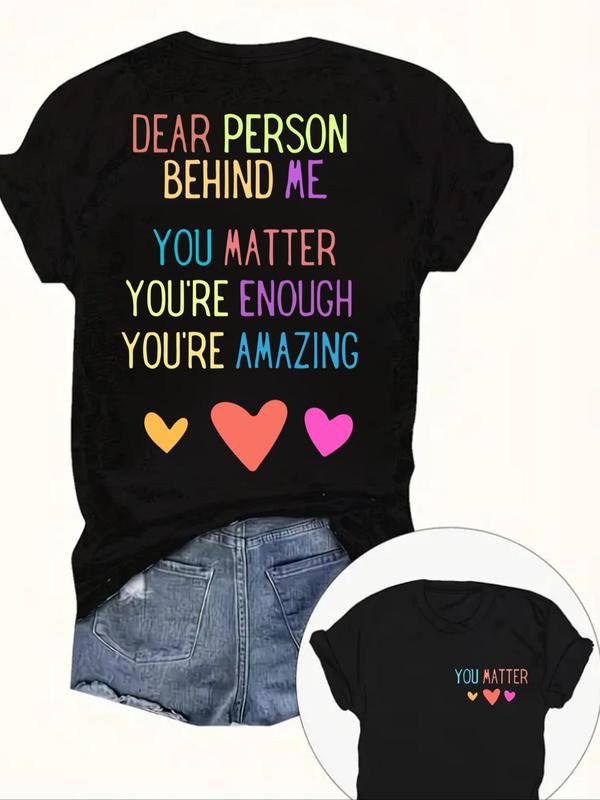 DEAR PERSON
BEHIND ME
YOU MATTER
YOU'RE ENOUGH
YOU'RE AMAZING
YOU MATTER